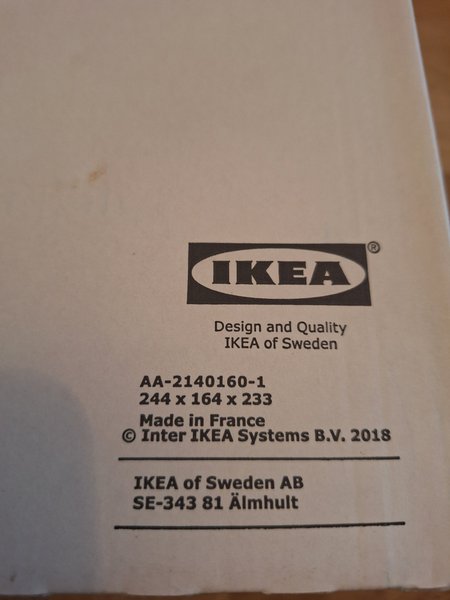 IKEA®
Design and Quality
IKEA of Sweden
AA-2140160-1
244 x 164 x 233
Made in France
© Inter IKEA Systems B.V. 2018
IKEA of Sweden AB
SE-343 81 Älmhult